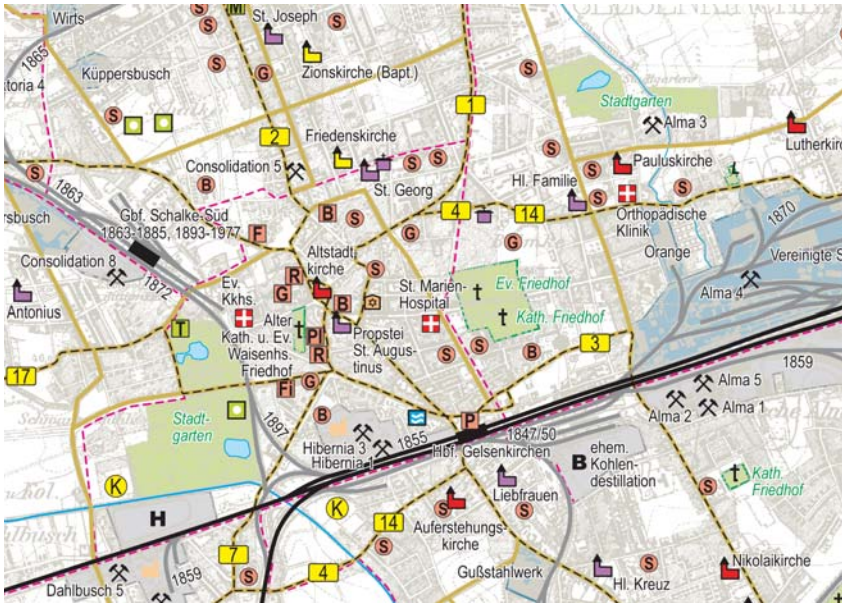 GELSENKIRCHEN
Wirts
M
St. Joseph
S
S
S
S
S
1865
Küppersbusch
G
Zionskirche (Bapt.)
S
S
toria 4
Stadtgarten
1
S
2
Friedenskirche
Alma 3
Lutherkirch
Consolidation 5
S
S
S
Pauluskirche
S
1863
B
St. Georg
Hl. Familie
S
S
Gbf. Schalke-Süd
1863-1885, 1893-1977
F
B
S
4
14
Orthopädische
Klinik
1870
ersbusch
Altstadt
kirche
G
G
Orange
Vereinigte S
Consolidation 8
1872
Ev.
Kkhs.
R
G
S
B
St. Marien-
Hospital
Ev. Friedhof
Kath. Friedhof
Alma 4
Antonius
T
Alter
Kath. u. Ev.
Waisenhs.
Friedhof
PI
R
Propstei
St. Augus-
tinus
S
S
B
3
17
Fi
G
1859
Stadt-
garten
B
P
Alma 5
Alma 2
Alma 1
1897
Hibernia 3
Hibernia 1
1855
1847/50
Hbf. Gelsenkirchen
B
ehem.
Kohlen-
destillation
Kath.
Friedhof
K
K
S
Liebfrauen
S
H
14
Auferstehungs-
kirche
7
S
S
4
Gußstahlwerk
S
Nikolaikirche
Dahlbusch 5
1859
Hl. Kreuz